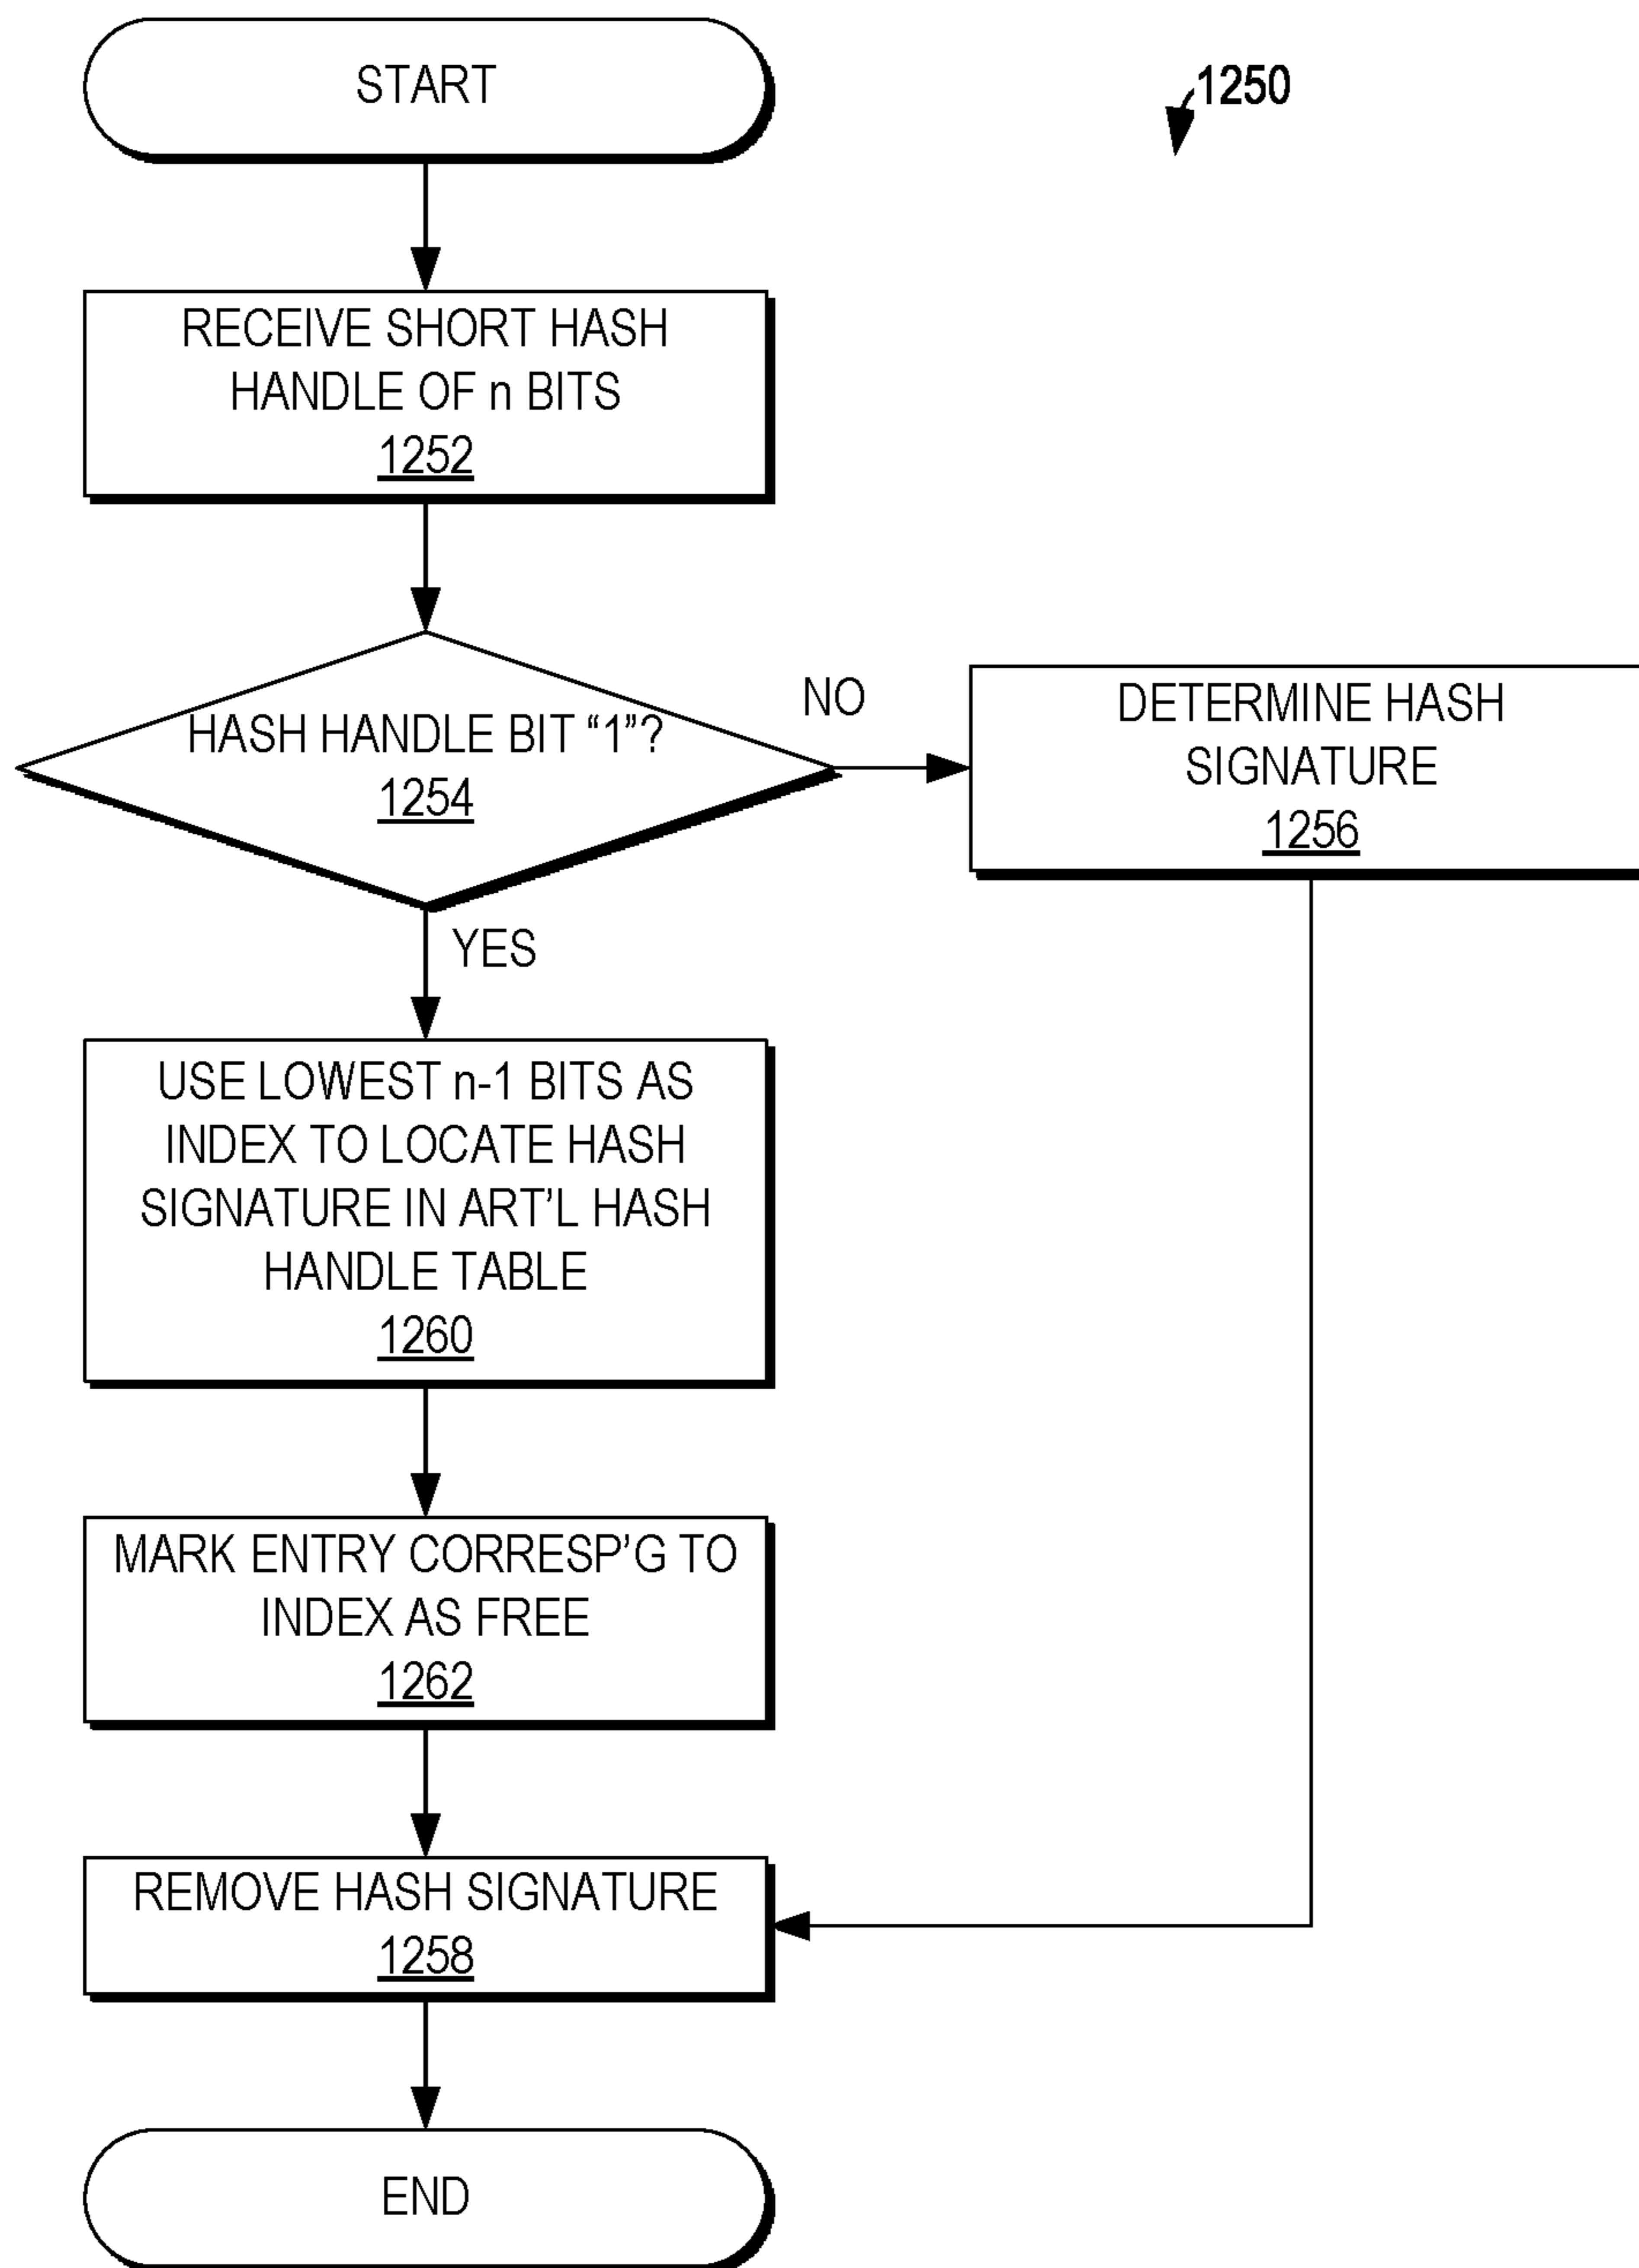 START
1250
RECEIVE SHORT HASH
HANDLE OF n BITS
1252
HASH HANDLE BIT “1”?
1254
NO
DETERMINE HASH
SIGNATURE
1256
YES
USE LOWEST n-1 BITS AS
INDEX TO LOCATE HASH
SIGNATURE IN ART’L HASH
HANDLE TABLE
1260
MARK ENTRY CORRESP’G TO
INDEX AS FREE
1262
REMOVE HASH SIGNATURE
1258
END